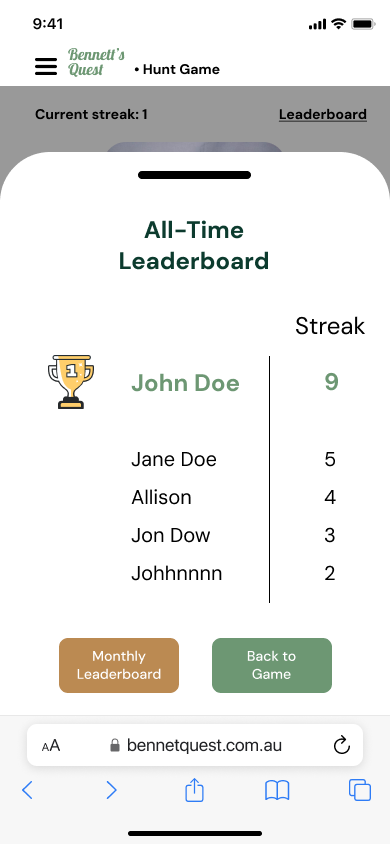 9:41
Bennett's
Quest
• Hunt Game
Current streak: 1
Leaderboard
All-Time
Leaderboard
Streak
1
John Doe 9
Jane Doe 5
Allison 4
Jon Dow 3
Johhnnnn 2
Monthly
Leaderboard
Back to
Game
AA
bennetquest.com.au